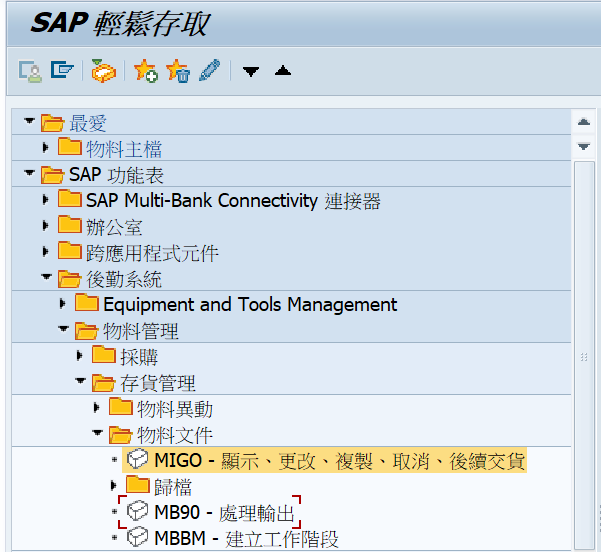 SAP 輕鬆存取
最愛
物料主檔
SAP 功能表
SAP Multi-Bank Connectivity 連接器
辦公室
跨應用程式元件
後勤系統
Equipment and Tools Management
物料管理
採購
存貨管理
物料異動
物料文件
MIGO - 顯示、更改、複製、取消、後續交貨
歸檔
MB90 - 處理輸出
MBBM - 建立工作階段